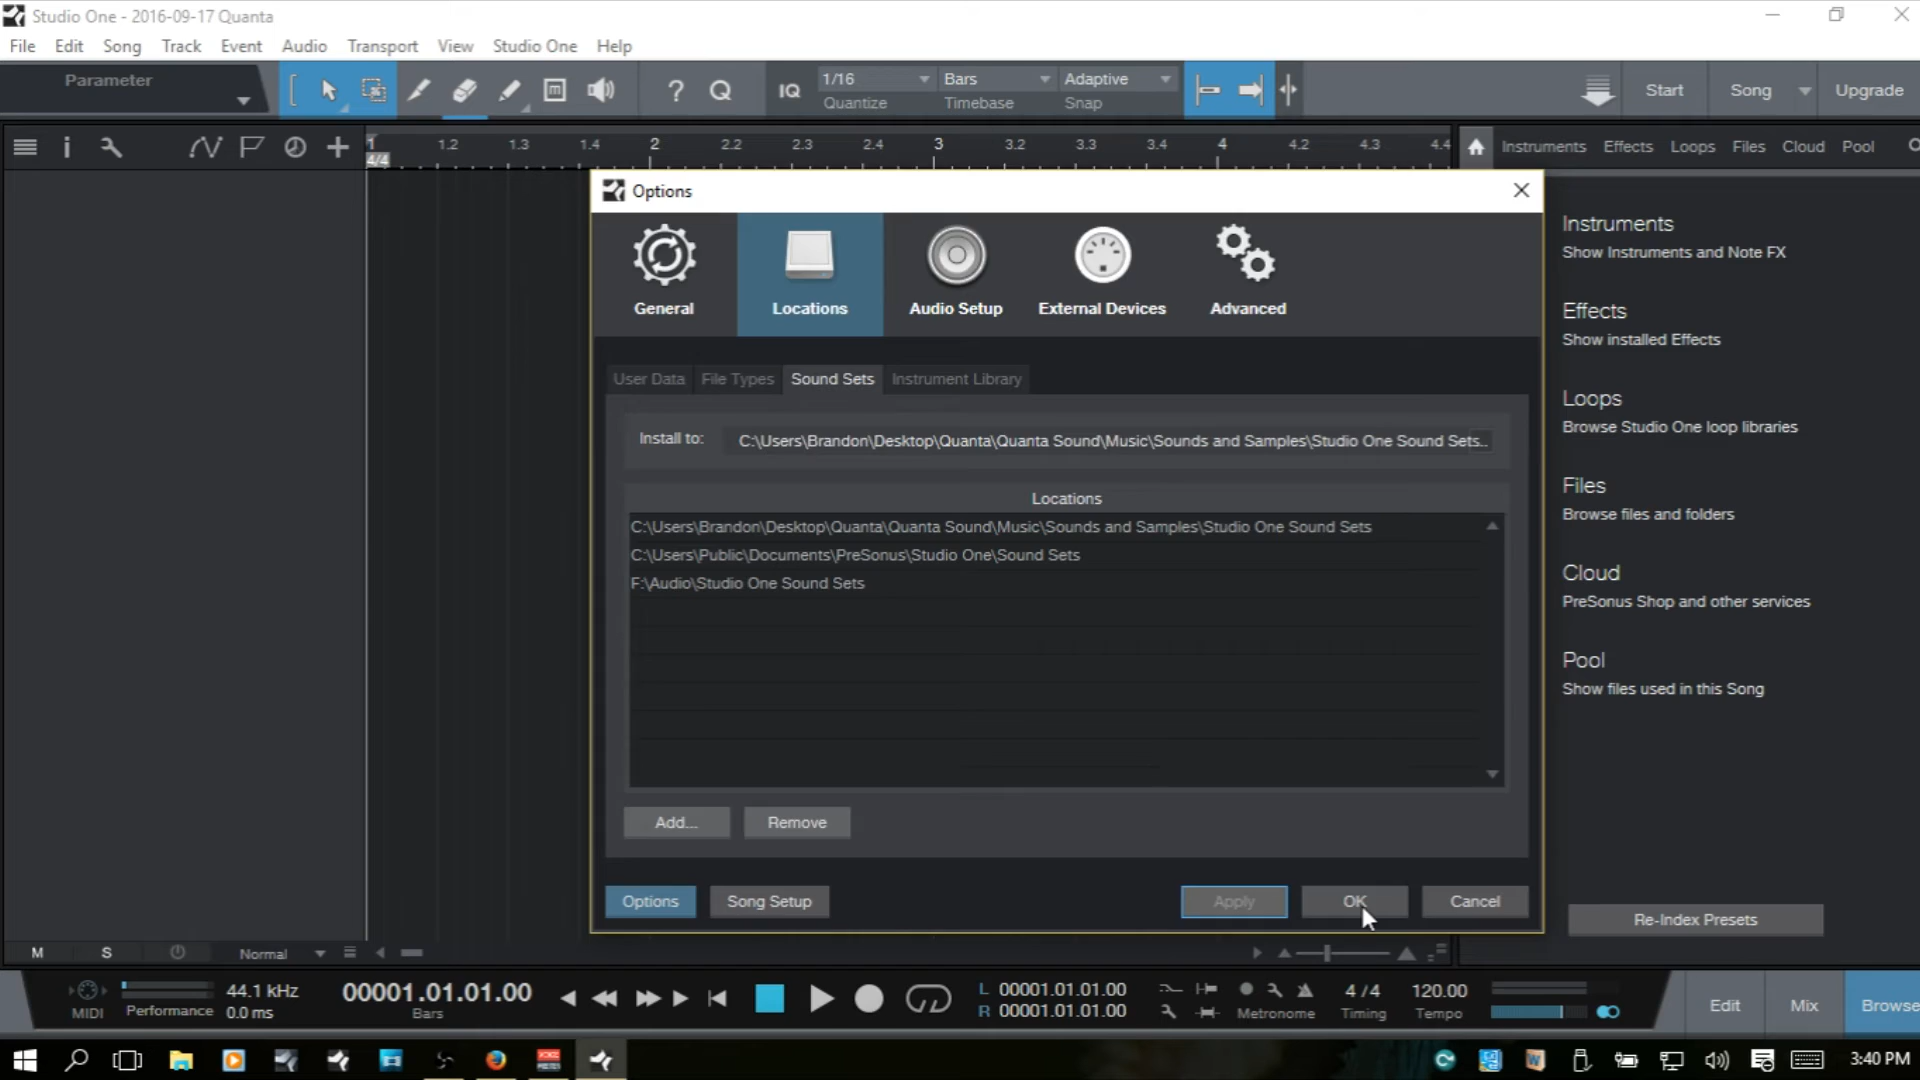 Studio One - 2016-09-17 Quanta
File Edit Song Track Event Audio Transport View Studio One Help
Parameter
? Q IQ 1/16 Bars Adaptive Start Song Upgrade
Quantize Timebase Snap
1 1.2 1.3 1.4 2 2.2 2.3 2.4 3 3.2 3.3 3.4 4 4.2 4.3 4.4
4/4
Instruments Effects Loops Files Cloud Pool
Options
General Locations Audio Setup External Devices Advanced
User Data File Types Sound Sets Instrument Library
Install to: C:\Users\Brandon\Desktop\Quanta\Quanta Sound\Music\Sounds and Samples\Studio One Sound Sets..
Locations
C:\Users\Brandon\Desktop\Quanta\Quanta Sound\Music\Sounds and Samples\Studio One Sound Sets
C:\Users\Public\Documents\PreSonus\Studio One\Sound Sets
F:\Audio\Studio One Sound Sets
Add... Remove
Options Song Setup Apply OK Cancel
Instruments
Show Instruments and Note FX
Effects
Show installed Effects
Loops
Browse Studio One loop libraries
Files
Browse files and folders
Cloud
PreSonus Shop and other services
Pool
Show files used in this Song
Re-Index Presets
M S Normal
44.1 kHz 00001.01.01.00 L 00001.01.01.00 4 / 4 120.00
MIDI Performance 0.0 ms Bars R 00001.01.01.00 Metronome Timing Tempo
Edit Mix Browse
3:40 PM